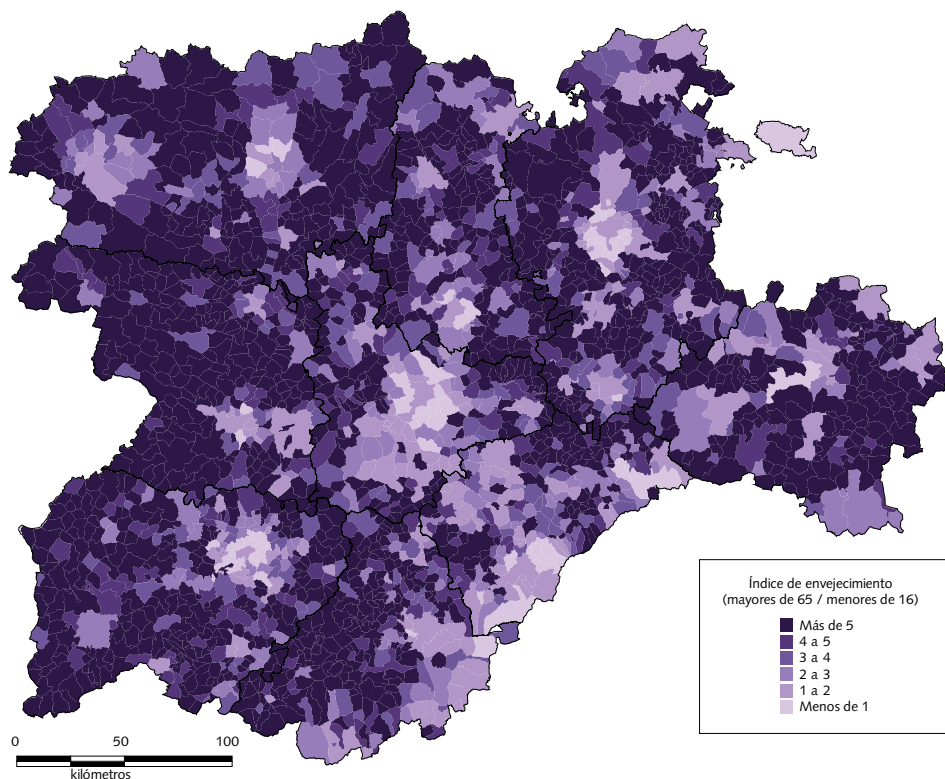 Índice de envejecimiento
(mayores de 65 / menores de 16)
Más de 5
4 a 5
3 a 4
2 a 3
1 a 2
Menos de 1
0 50 100
kilómetros